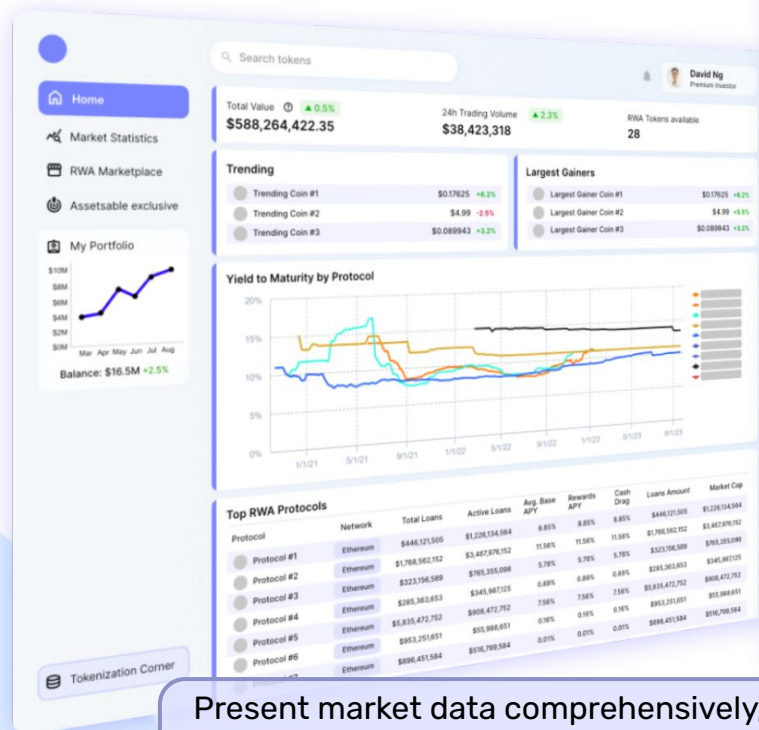 Search tokens
David Ng
Premium Investor
Home
Market Statistics
RWA Marketplace
Assetsable exclusive
My Portfolio
$10M
$8M
$6M
$4M
$2M
$0M
Mar Apr May Jun Jul Aug
Balance: $16.5M +2.5%
Tokenization Corner
Total Value ▲0.5%
$588,264,422.35
24h Trading Volume ▲2.3%
$38,423,318
RWA Tokens available
28
Trending
Trending Coin #1 $0.17625 +6.2%
Trending Coin #2 $4.99 -2.5%
Trending Coin #3 $0.089943 +3.2%
Largest Gainers
Largest Gainer Coin #1 $0.17625 +6.2%
Largest Gainer Coin #2 $4.99 +5.5%
Largest Gainer Coin #3 $0.089943 +3.2%
Yield to Maturity by Protocol
20%
15%
10%
5%
0%
1/1/21 5/1/21 9/1/21 1/1/22 5/1/22 9/1/22 1/1/23 5/1/23 9/1/23
Top RWA Protocols
Protocol Network Total Loans Active Loans Avg. Base APY Rewards APY Cash Drag Loans Amount Market Cap
Protocol #1 Ethereum $446,121,505 $1,226,134,564 8.85% 8.85% 8.85% $446,121,505 $1,226,134,564
Protocol #2 Ethereum $1,768,562,152 $3,467,976,152 11.56% 11.56% 11.56% $1,768,562,152 $3,467,976,152
Protocol #3 Ethereum $323,156,589 $765,355,098 5.78% 5.78% 5.78% $323,156,589 $765,355,098
Protocol #4 Ethereum $285,363,653 $345,987,125 0.89% 0.89% 0.89% $285,363,653 $345,987,125
Protocol #5 Ethereum $5,835,472,752 $908,472,752 7.56% 7.56% 7.56% $5,835,472,752 $908,472,752
Protocol #6 Ethereum $953,251,651 $55,988,651 0.16% 0.16% 0.16% $953,251,651 $55,988,651
Ethereum $896,451,584 $516,799,584 0.01% 0.01% 0.01% $896,451,584 $516,799,584
Present market data comprehensively,